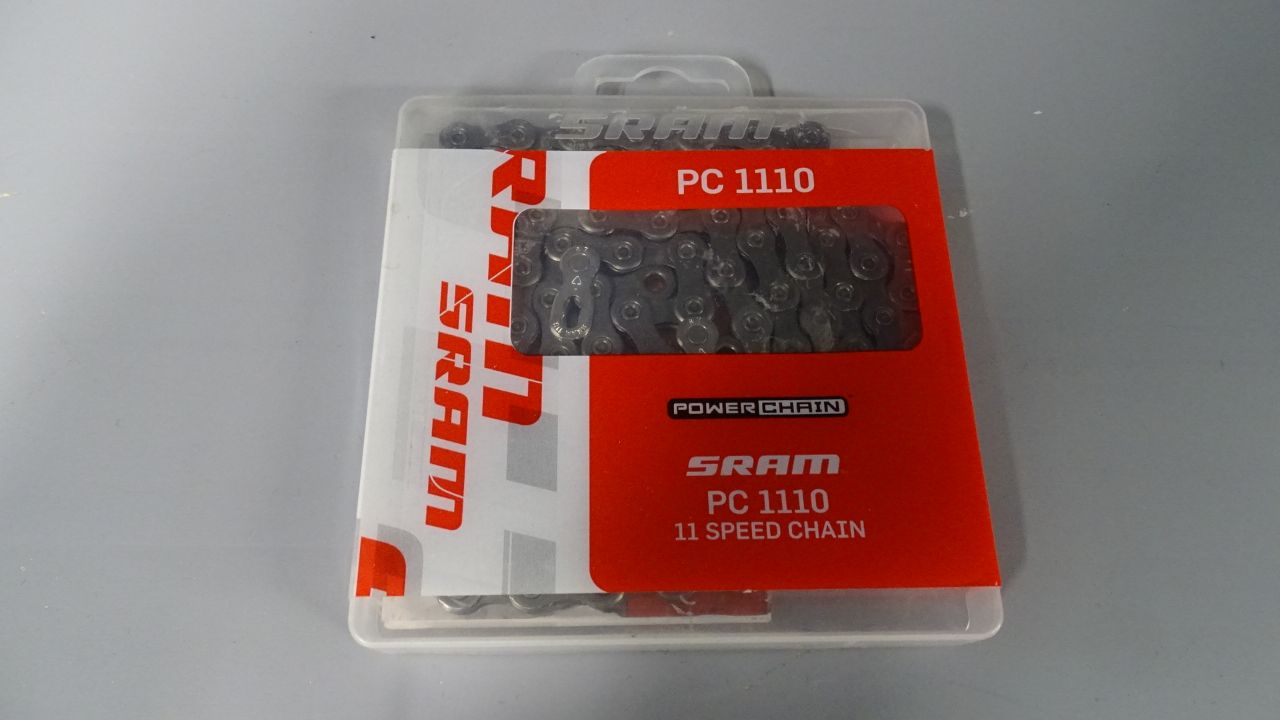 SRAM
PC 1110
SRAM
SRAM
POWERCHAIN
SRAM
PC 1110
11 SPEED CHAIN